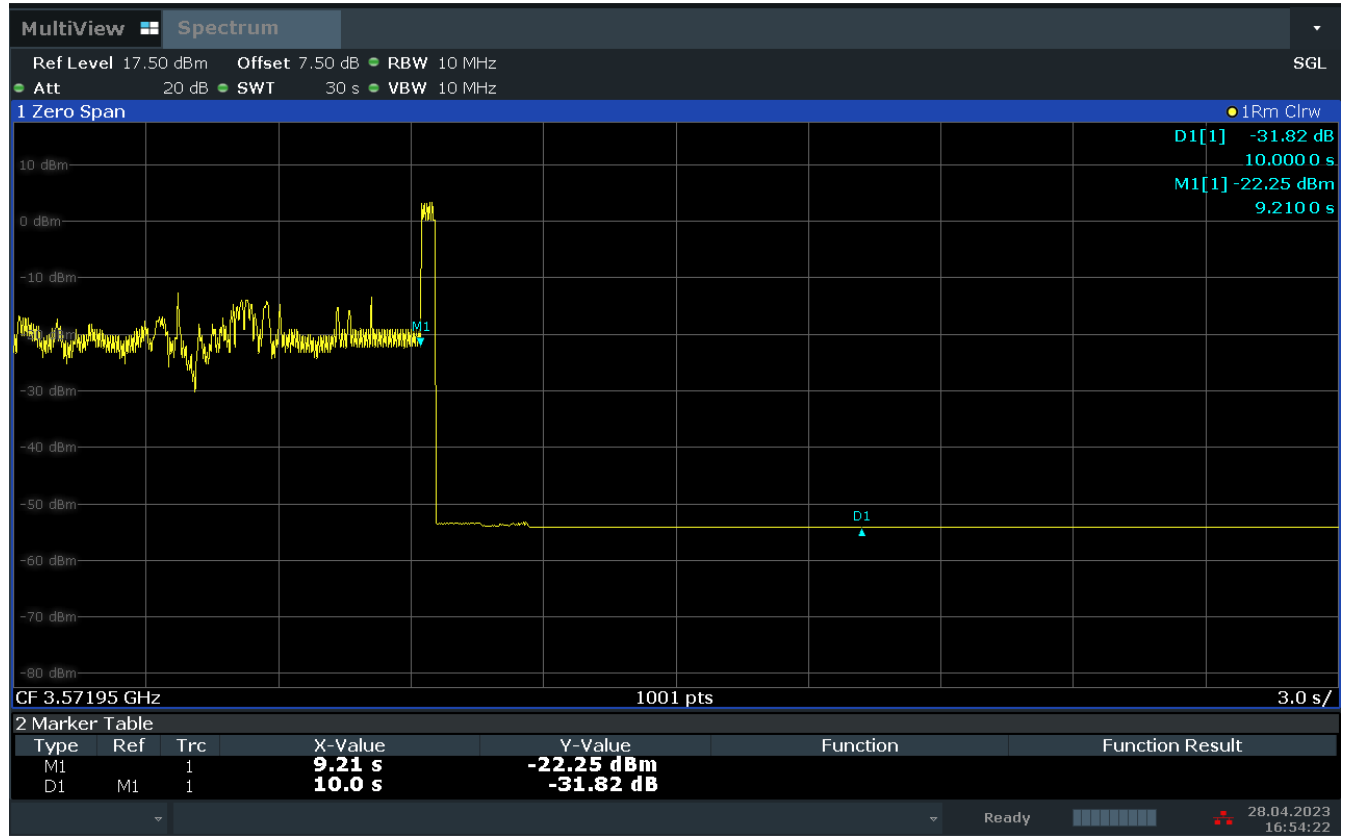 MultiView Spectrum
Ref Level 17.50 dBm Offset 7.50 dB RBW 10 MHz SGL
Att 20 dB SWT 30 s VBW 10 MHz
1 Zero Span 1Rm Clrw
D1[1] -31.82 dB
10.0000 s
M1[1] -22.25 dBm
9.2100 s
10 dBm
0 dBm
-10 dBm
M1
-30 dBm
-40 dBm
-50 dBm
D1
-60 dBm
-70 dBm
-80 dBm
CF 3.57195 GHz 1001 pts 3.0 s/
2 Marker Table
Type Ref Trc X-Value Y-Value Function Function Result
M1 1 9.21 s -22.25 dBm
D1 M1 1 10.0 s -31.82 dB
Ready 28.04.2023
16:54:22